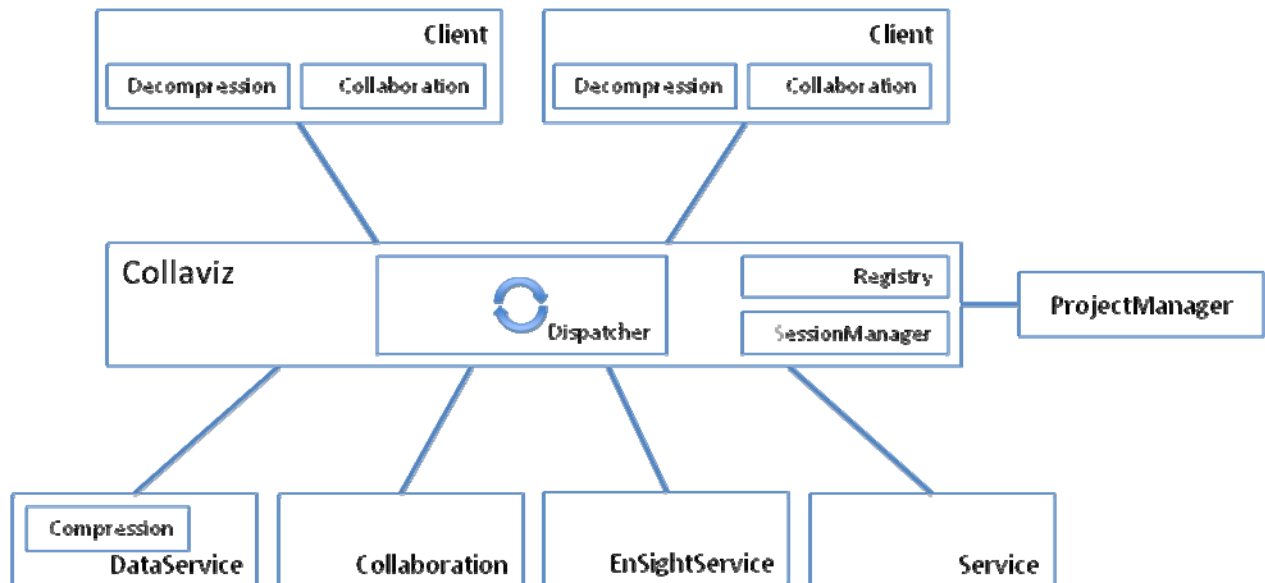 Client
Decompression
Collaboration
Client
Decompression
Collaboration
Collaviz
Dispatcher
Registry
SessionManager
ProjectManager
Compression
DataService
Collaboration
EnSightService
Service